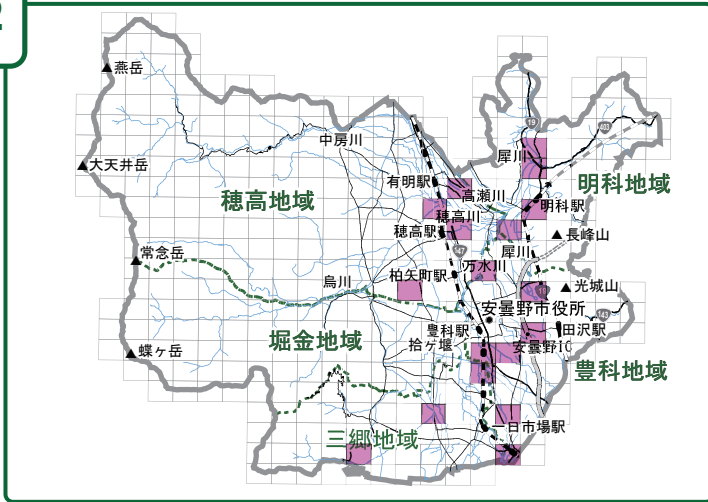 2
燕岳
19
403
中房川
犀川
大天井岳
有明駅
明科地域
高瀬川
穂高地域
明科駅
穂高川
穂高駅
長峰山
147
犀川
常念岳
万水川
柏矢町駅
烏川
光城山
19
安曇野市役所
143
豊科駅
田沢駅
堀金地域
拾ヶ堰
安曇野IC
蝶ヶ岳
豊科地域
一日市場駅
三郷地域